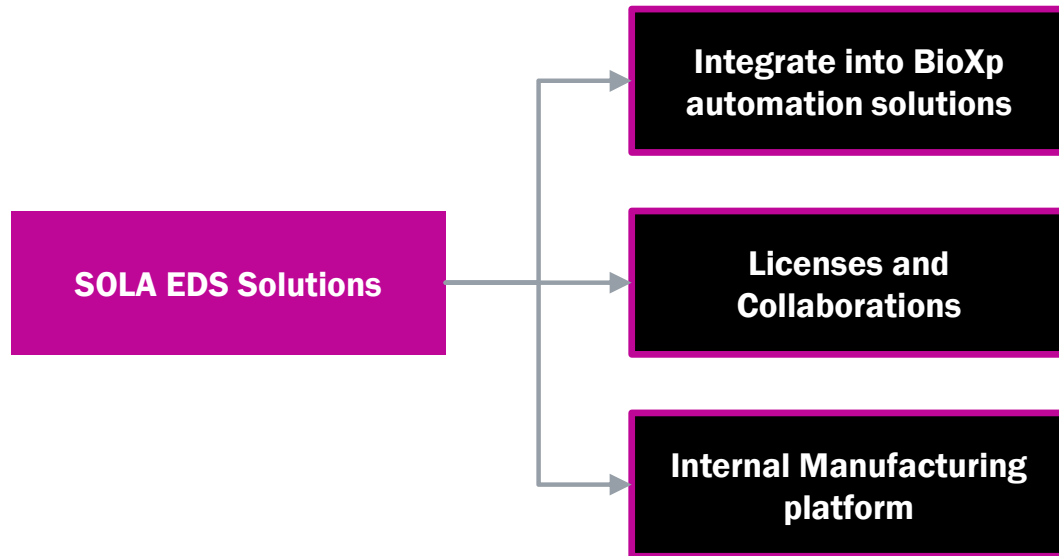 Integrate into BioXp
automation solutions
SOLA EDS Solutions
Licenses and
Collaborations
Internal Manufacturing
platform